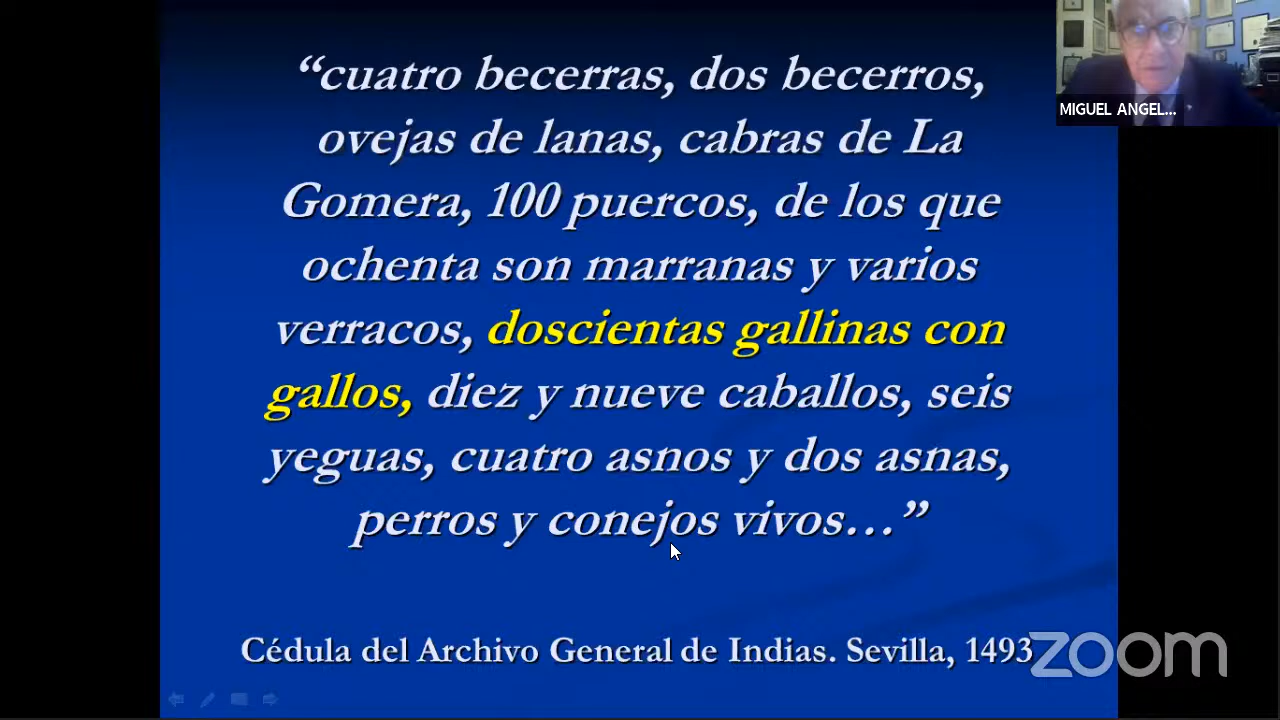 “cuatro becerras, dos becerros,
ovejas de lanas, cabras de La
Gomera, 100 puercos, de los que
ochenta son marranas y varios
verracos, doscientas gallinas con
gallos, diez y nueve caballos, seis
yeguas, cuatro asnos y dos asnas,
perros y conejos vivos…”
Cédula del Archivo General de Indias. Sevilla, 1493
MIGUEL ANGEL...
zoom